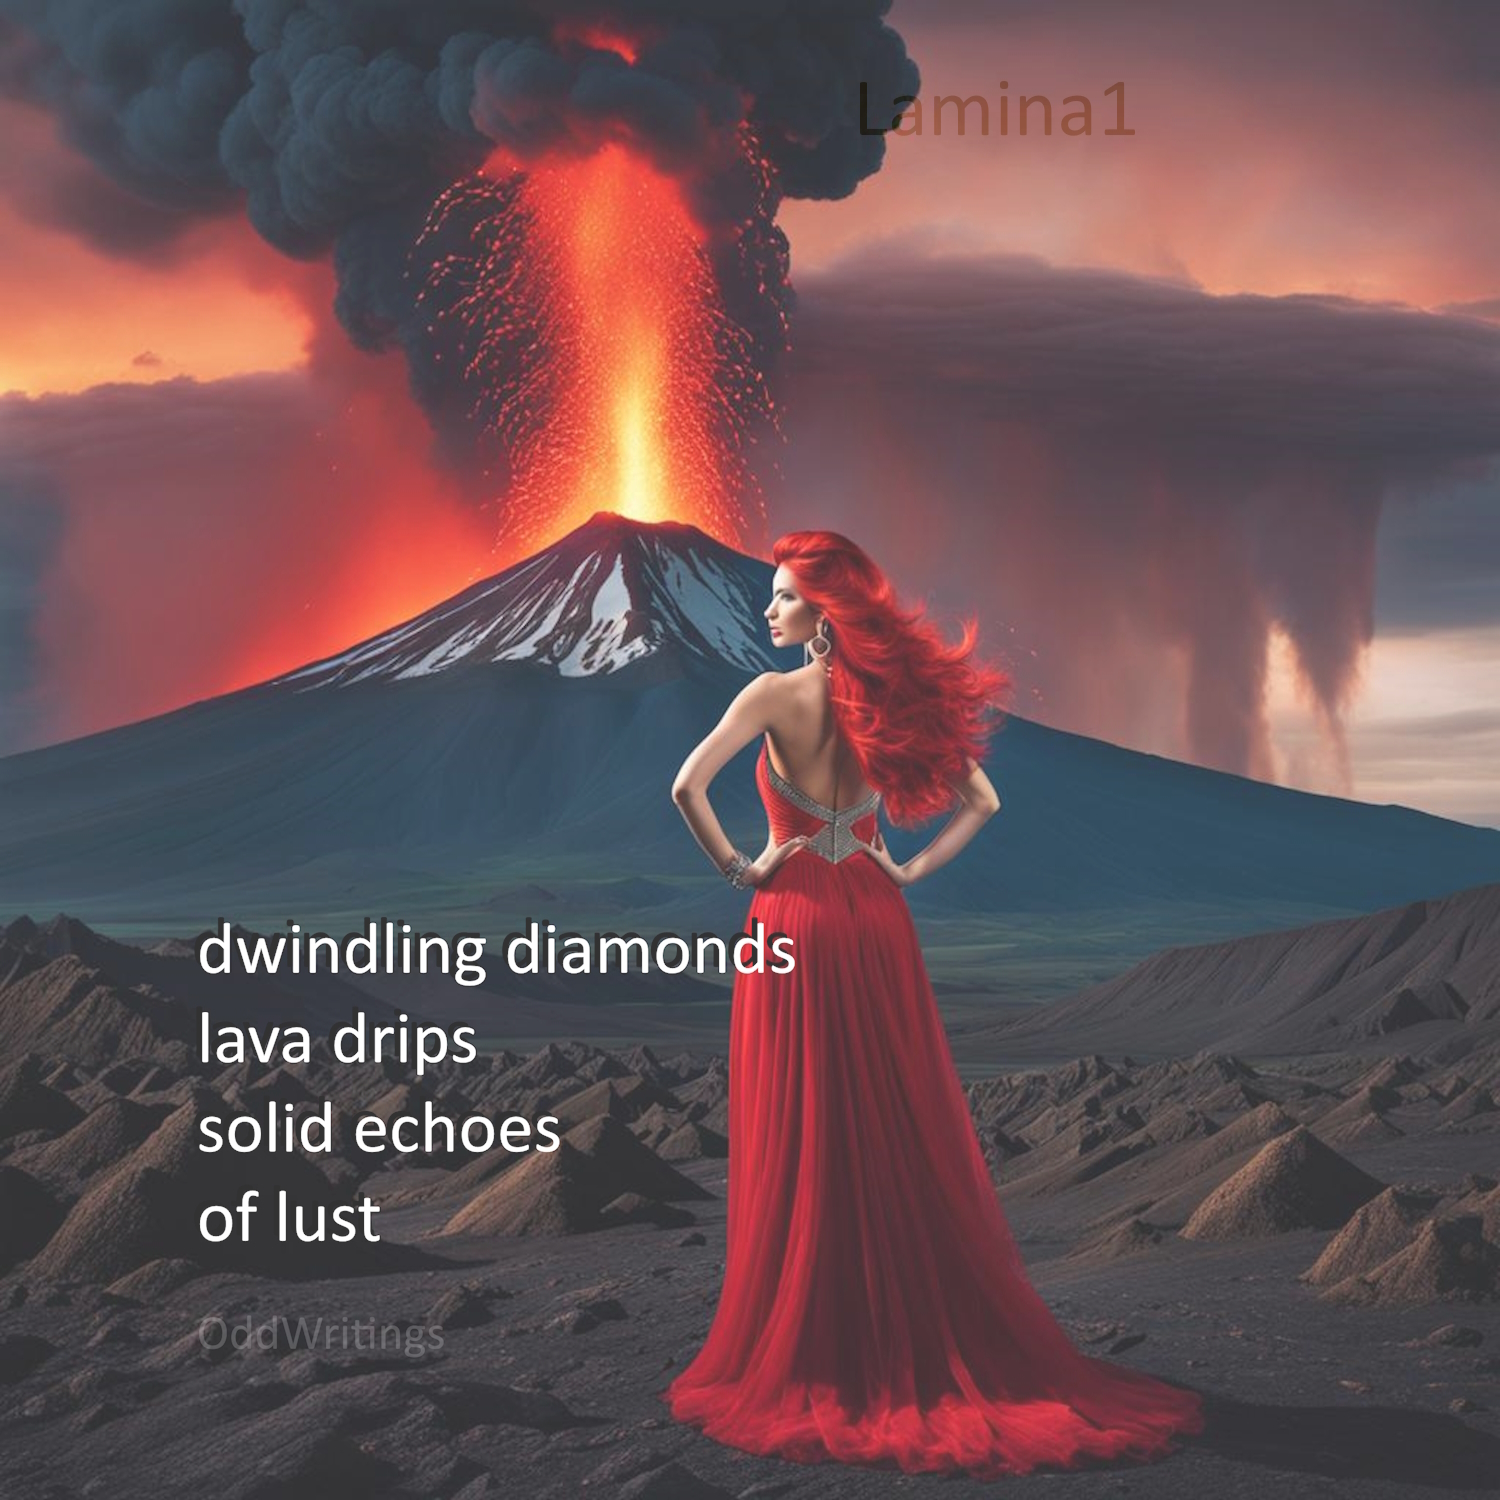 Lamina1
dwindling diamonds
lava drips
solid echoes
of lust
OddWritings